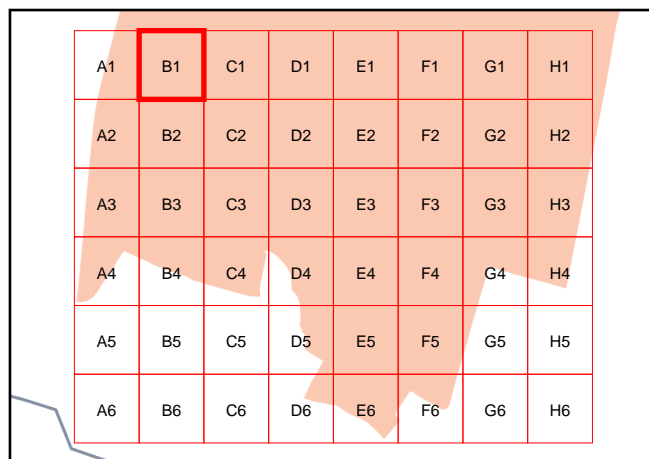 A1 B1 C1 D1 E1 F1 G1 H1
A2 B2 C2 D2 E2 F2 G2 H2
A3 B3 C3 D3 E3 F3 G3 H3
A4 B4 C4 D4 E4 F4 G4 H4
A5 B5 C5 D5 E5 F5 G5 H5
A6 B6 C6 D6 E6 F6 G6 H6